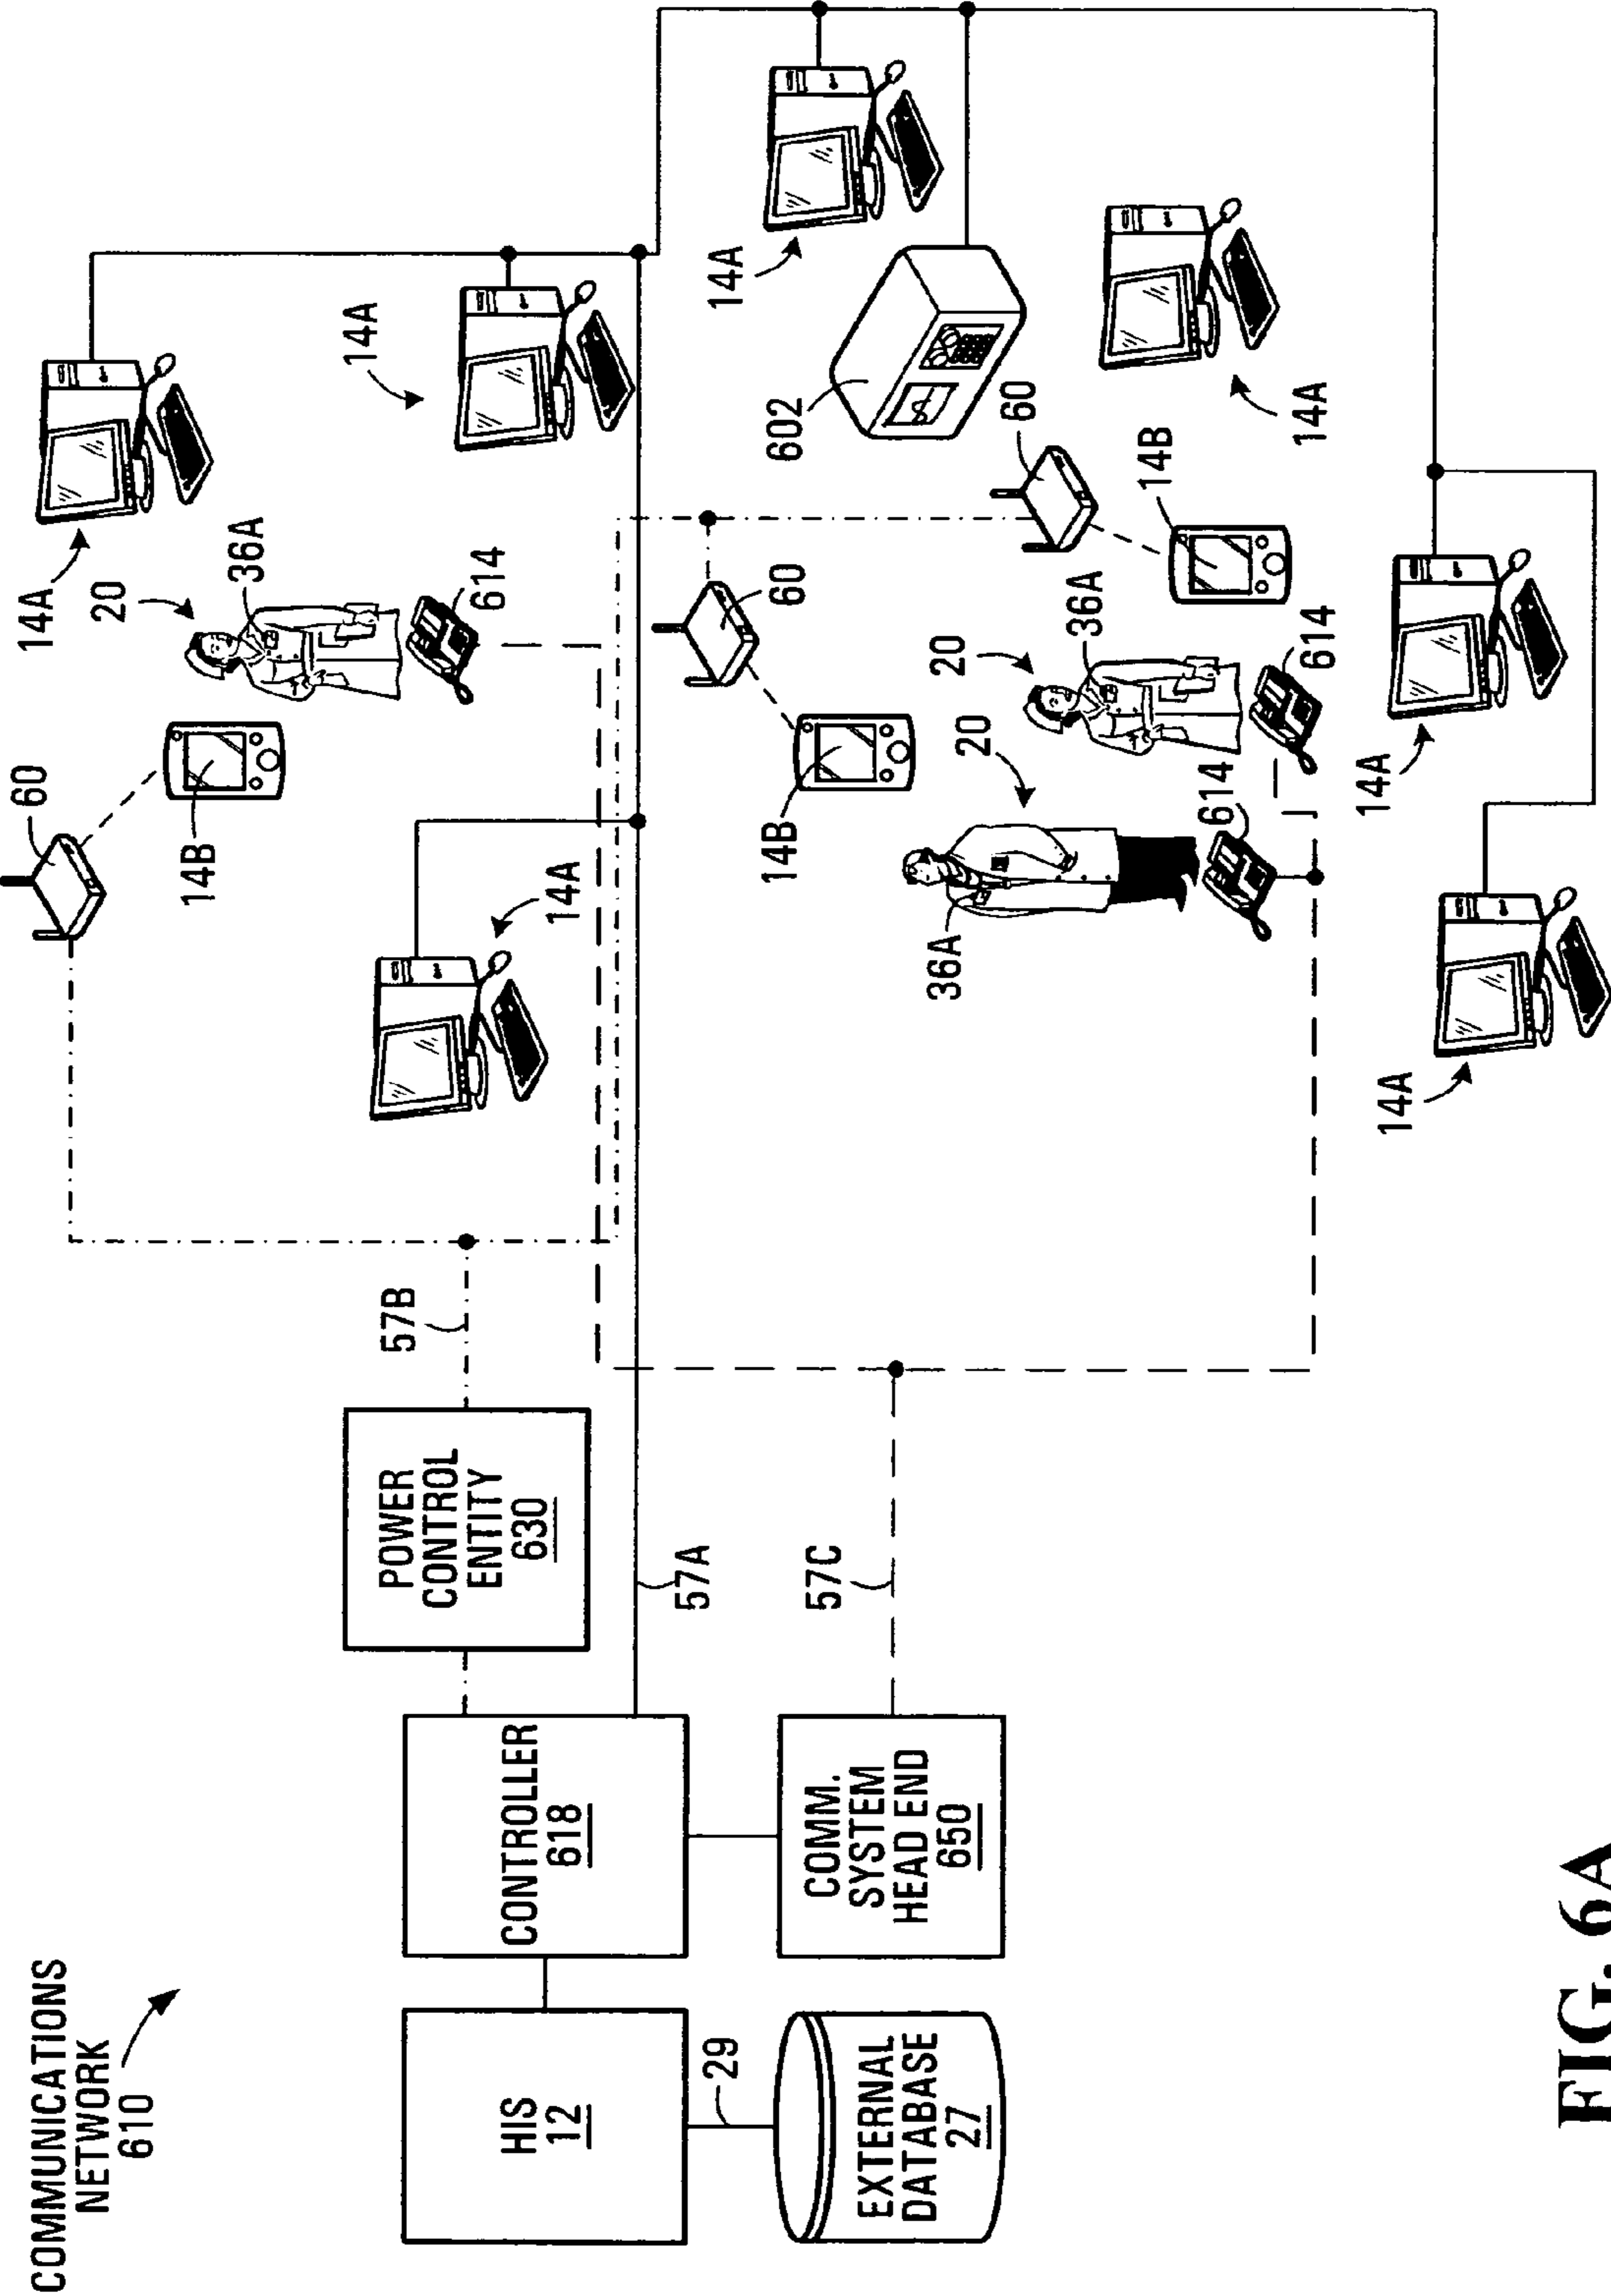 COMMUNICATIONS
NETWORK
610
HIS
12
29
EXTERNAL
DATABASE
27
CONTROLLER
618
COMM.
SYSTEM
HEAD END
650
POWER
CONTROL
ENTITY
630
57A
57B
57C
60
14B
14A
20
36A
614
14A
14A
60
14B
20
36A
614
20
36A
614
60
14B
602
14A
14A
14A
14A
FIG. 6A